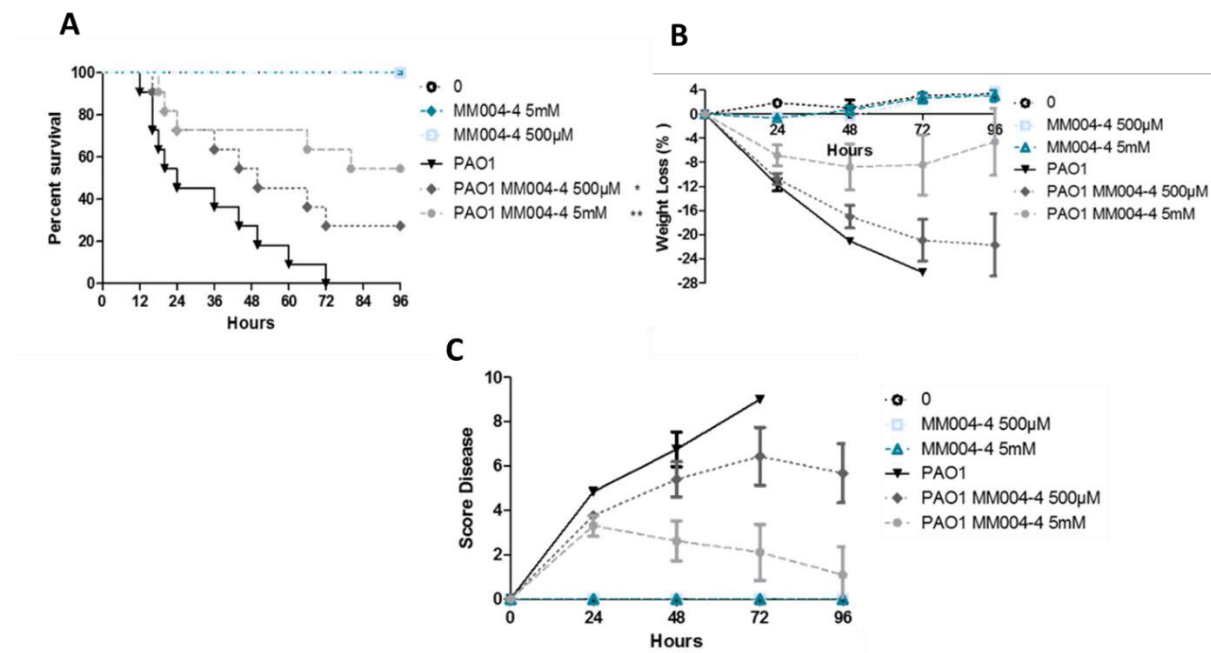 A
Percent survival
100
80
60
40
20
0
0 12 24 36 48 60 72 84 96
Hours
0
MM004-4 5mM
MM004-4 500µM
PAO1
PAO1 MM004-4 500µM *
PAO1 MM004-4 5mM **
B
Weight Loss (% )
4
0
-4
-8
-12
-16
-20
-24
-28
24 48 72 96
Hours
0
MM004-4 500µM
MM004-4 5mM
PAO1
PAO1 MM004-4 500µM
PAO1 MM004-4 5mM
C
Score Disease
10
8
6
4
2
0
0 24 48 72 96
Hours
0
MM004-4 500µM
MM004-4 5mM
PAO1
PAO1 MM004-4 500µM
PAO1 MM004-4 5mM